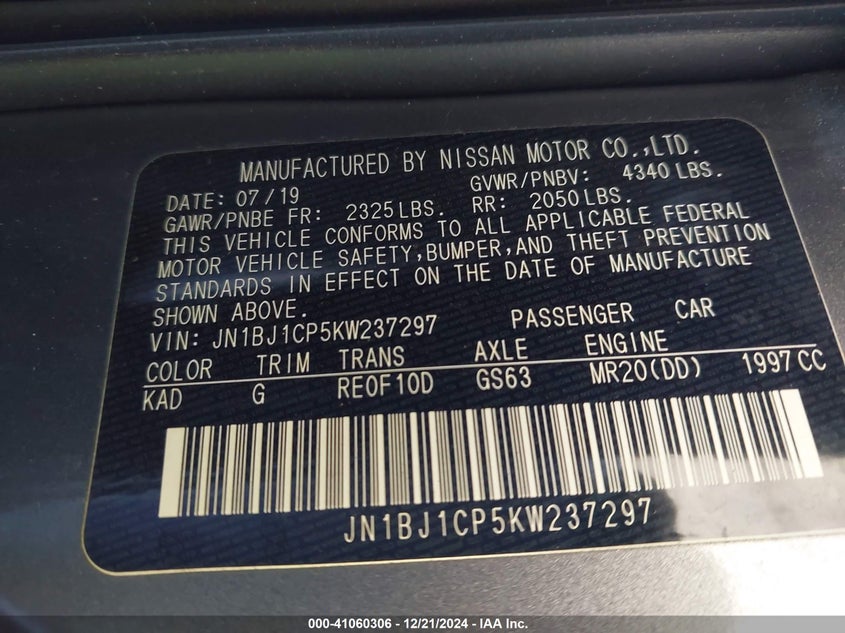 MANUFACTURED BY NISSAN MOTOR CO.,LTD.
DATE: 07/19 GVWR/PNBV: 4340 LBS.
GAWR/PNBE FR: 2325 LBS. RR: 2050 LBS.
THIS VEHICLE CONFORMS TO ALL APPLICABLE FEDERAL
MOTOR VEHICLE SAFETY,BUMPER,AND THEFT PREVENTION
STANDARDS IN EFFECT ON THE DATE OF MANUFACTURE
SHOWN ABOVE.
VIN: JN1BJ1CP5KW237297 PASSENGER CAR
COLOR TRIM TRANS AXLE ENGINE
KAD G RE0F10D GS63 MR20(DD) 1997 CC
JN1BJ1CP5KW237297
000-41060306 - 12/21/2024 - IAA Inc.